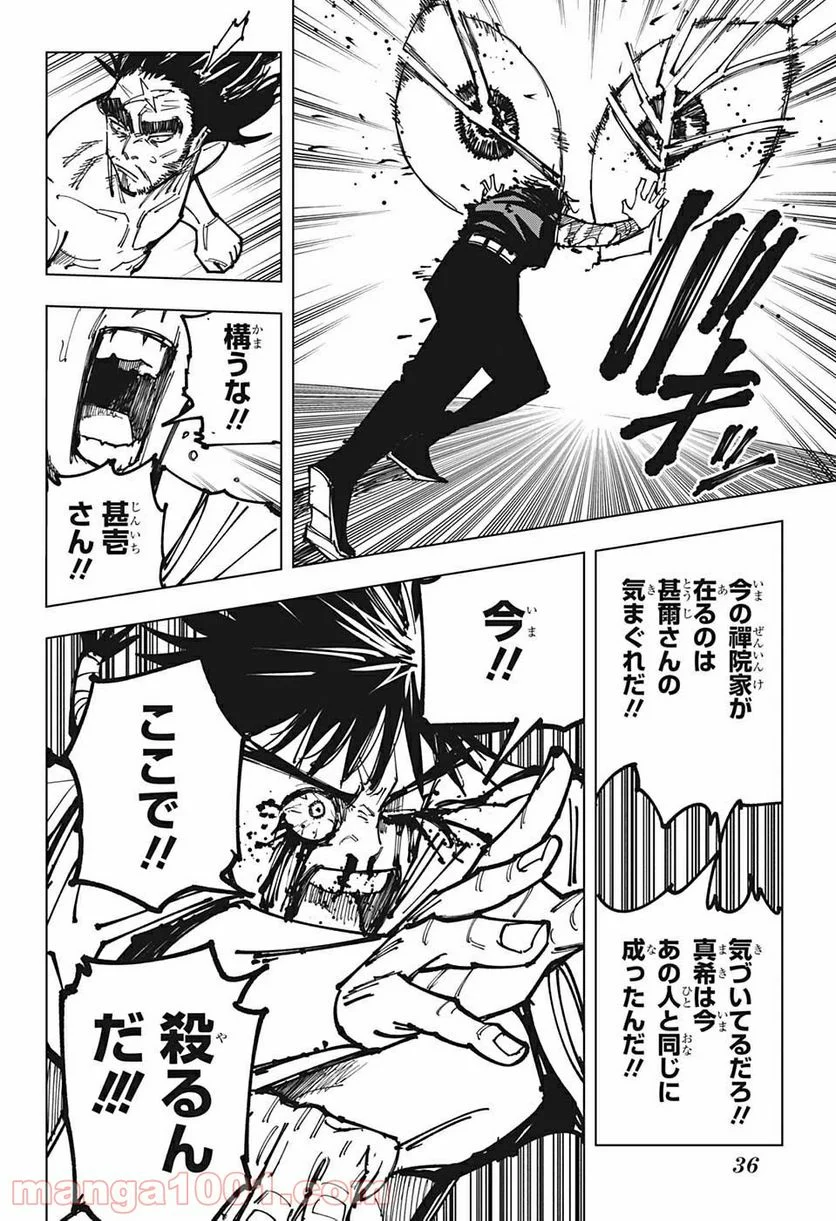 バキッ
構うな!!
甚壱
さん!!
今の禪院家が
在るのは
甚爾さんの
気まぐれだ!!
気づいてるだろ!!
真希は今
あの人と同じに
成ったんだ!!
今!!
ここで!!
殺るん
だ!!!
36
manga1001.com